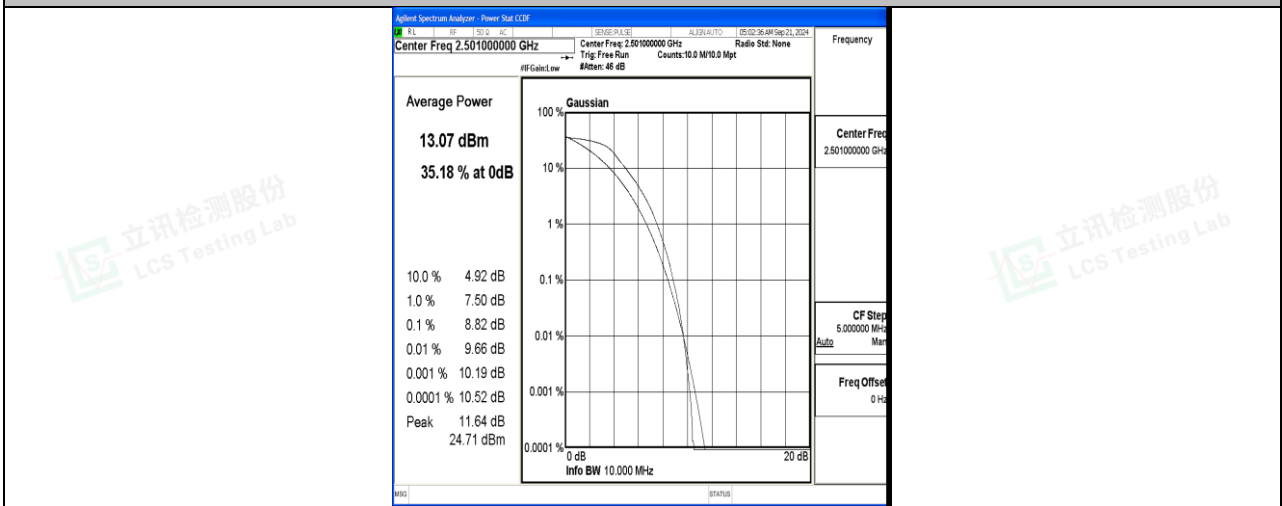 Agilent Spectrum Analyzer - Power Stat CCDF
RL RF 50 Ω AC SENSE:PULSE ALIGN AUTO 05:02:36 AM Sep 21, 2024
Center Freq 2.501000000 GHz
Center Freq: 2.501000000 GHz Radio Std: None
Trig: Free Run Counts:10.0 M/10.0 Mpt
#IFGain:Low #Atten: 46 dB
Frequency
Average Power
13.07 dBm
35.18 % at 0dB
10.0 % 4.92 dB
1.0 % 7.50 dB
0.1 % 8.82 dB
0.01 % 9.66 dB
0.001 % 10.19 dB
0.0001 % 10.52 dB
Peak 11.64 dB
24.71 dBm
Gaussian
100 %
10 %
1 %
0.1 %
0.01 %
0.001 %
0.0001 %
0 dB 20 dB
Info BW 10.000 MHz
Center Freq
2.501000000 GHz
CF Step
5.000000 MHz
Auto Man
Freq Offset
0 Hz
MSG STATUS
立讯检测股份
LCS Testing Lab
立讯检测股份
LCS Testing Lab